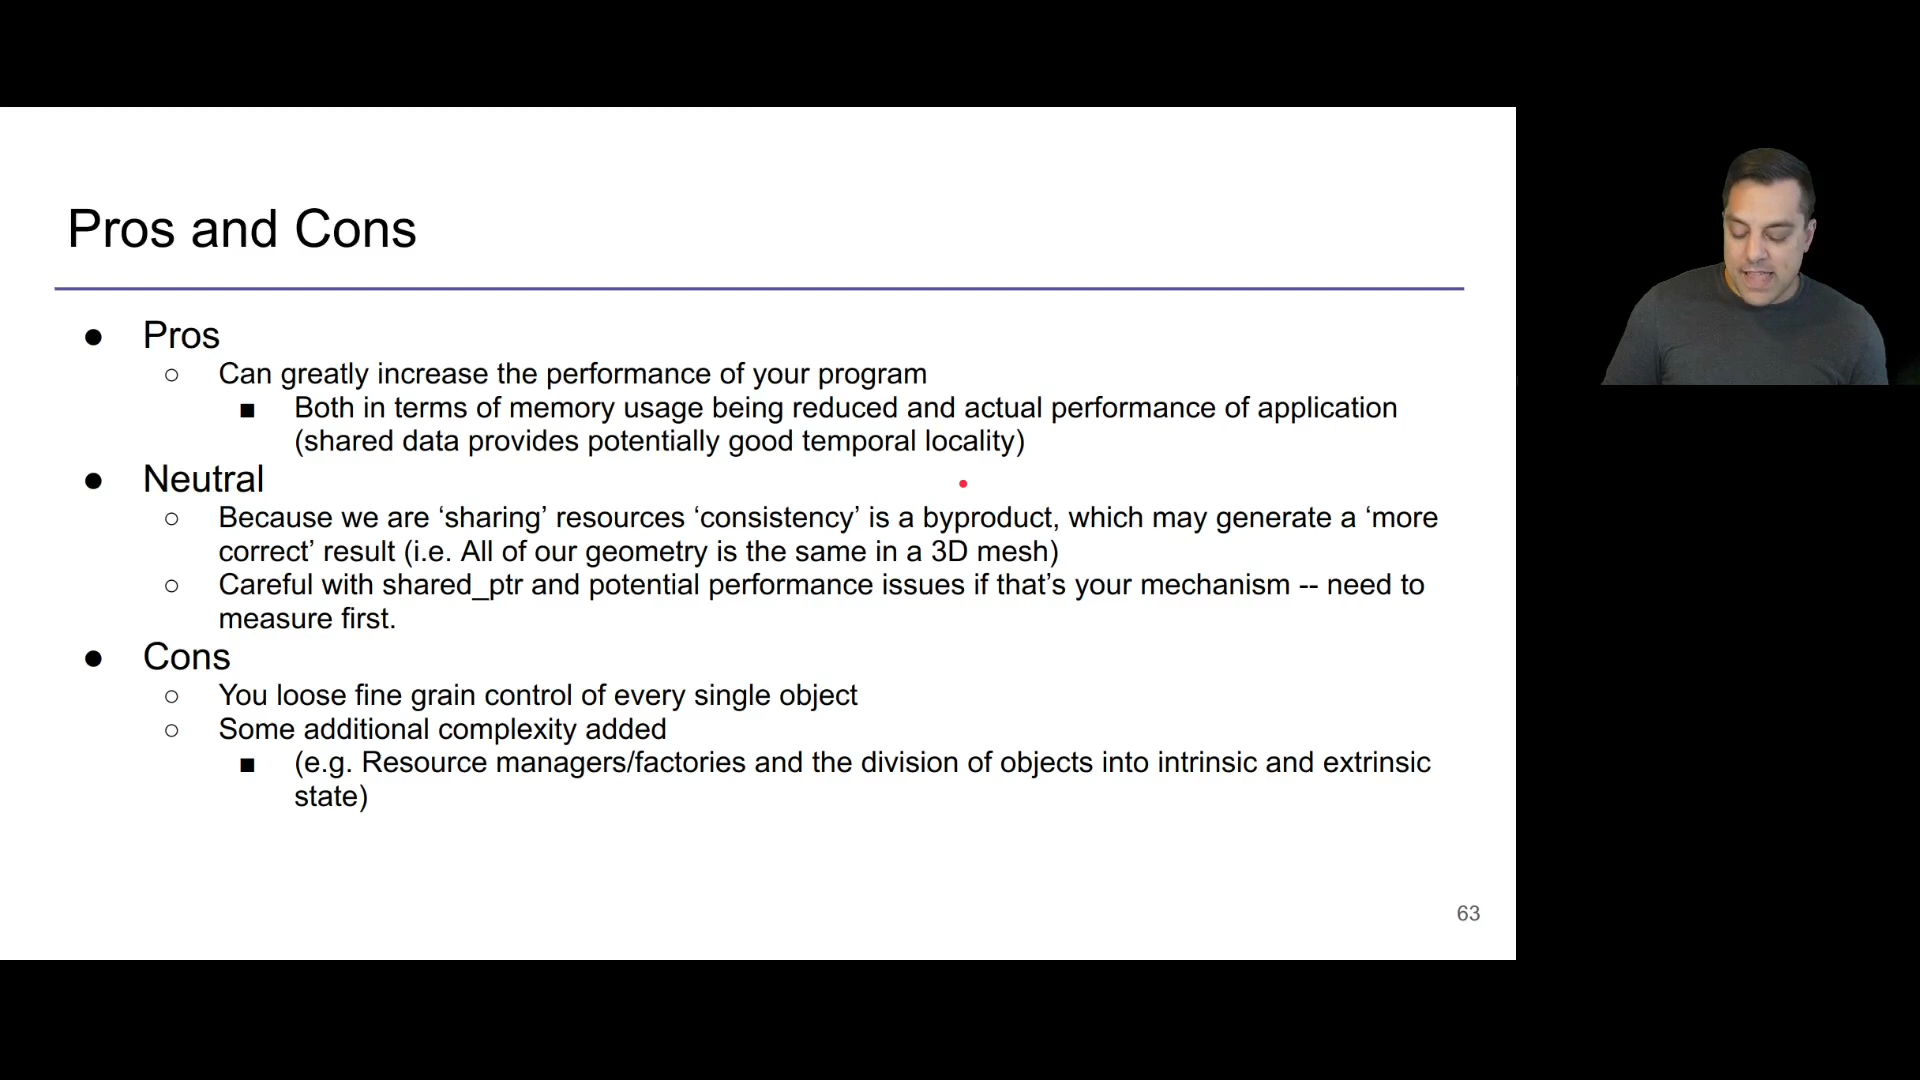 Pros and Cons
● Pros
○ Can greatly increase the performance of your program
■ Both in terms of memory usage being reduced and actual performance of application
(shared data provides potentially good temporal locality)
● Neutral
○ Because we are ‘sharing’ resources ‘consistency’ is a byproduct, which may generate a ‘more
correct’ result (i.e. All of our geometry is the same in a 3D mesh)
○ Careful with shared_ptr and potential performance issues if that’s your mechanism -- need to
measure first.
● Cons
○ You loose fine grain control of every single object
○ Some additional complexity added
■ (e.g. Resource managers/factories and the division of objects into intrinsic and extrinsic
state)
63